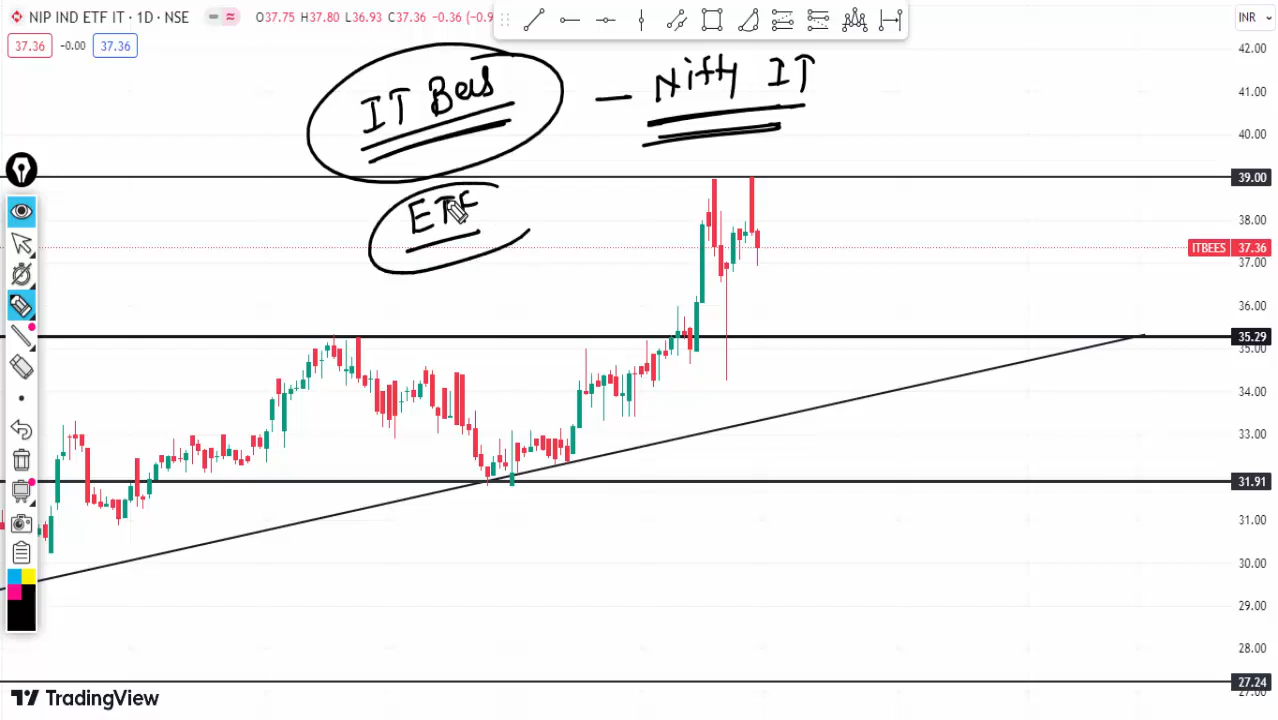 NIP IND ETF IT · 1D · NSE
O37.75 H37.80 L36.93 C37.36 -0.36 (-0.9
INR
37.36 -0.00 37.36
IT Bees - Nifty IT
ETF
42.00
41.00
40.00
39.00
38.00
ITBEES 37.36
37.00
36.00
35.29
35.00
34.00
33.00
31.91
31.00
30.00
29.00
28.00
27.24
27.00
TradingView